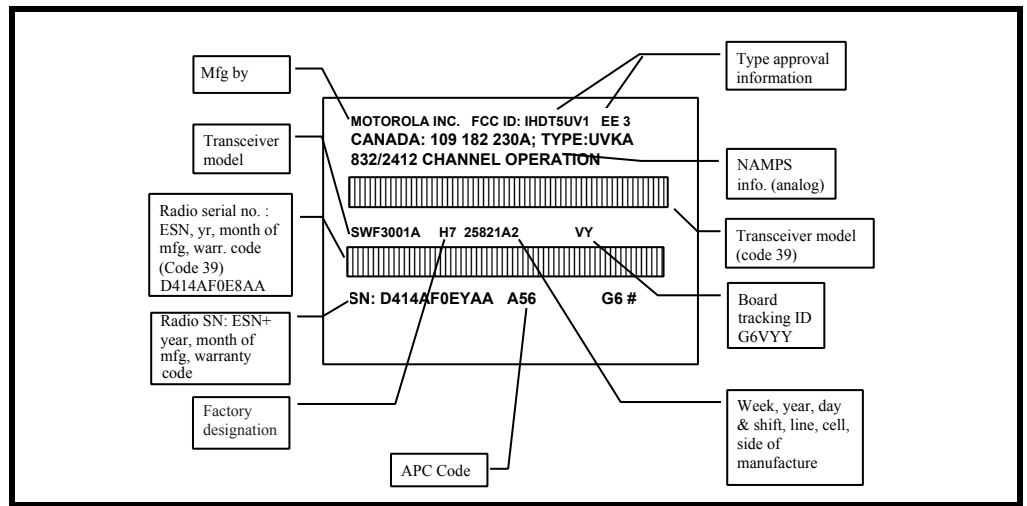 Mfg by
Type approval
information
MOTOROLA INC. FCC ID: IHDT5UV1 EE 3
CANADA: 109 182 230A; TYPE:UVKA
832/2412 CHANNEL OPERATION
Transceiver
model
NAMPS
info. (analog)
Radio serial no. :
ESN, yr, month of
mfg, warr. code
(Code 39)
D414AF0E8AA
SWF3001A H7 25821A2 VY
Transceiver model
(code 39)
SN: D414AF0EYAA A56 G6 #
Radio SN: ESN+
year, month of
mfg, warranty
code
Board
tracking ID
G6VYY
Factory
designation
Week, year, day
& shift, line, cell,
side of
manufacture
APC Code